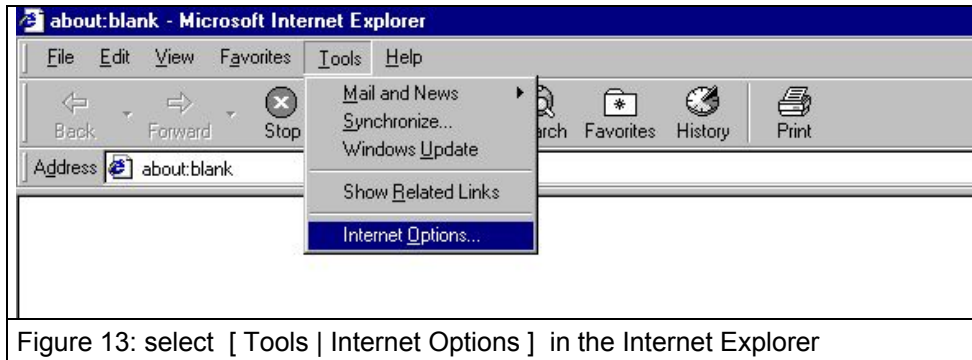 about:blank - Microsoft Internet Explorer
File Edit View Favorites Tools Help
Back Forward Stop Favorites History Print
Mail and News
Synchronize...
Windows Update
Show Related Links
Internet Options...
Address about:blank
Figure 13: select [ Tools | Internet Options ] in the Internet Explorer